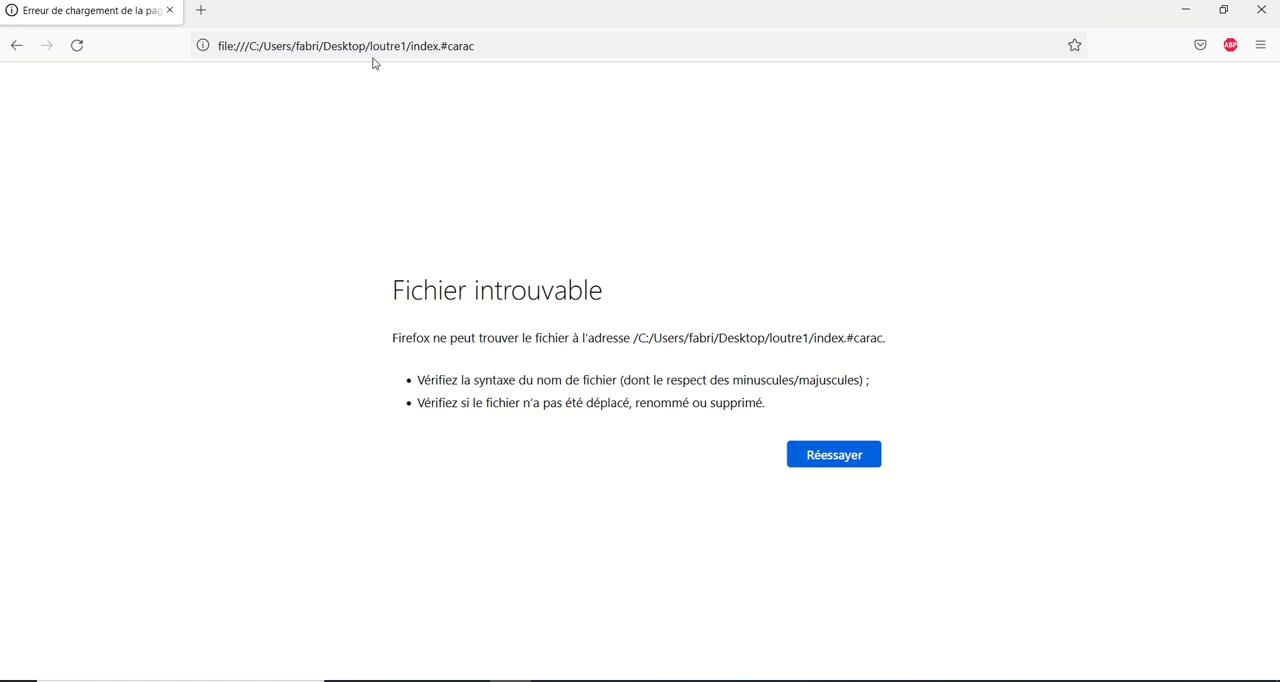 Erreur de chargement de la pag
file:///C:/Users/fabri/Desktop/loutre1/index.#carac
ABP
Fichier introuvable
Firefox ne peut trouver le fichier à l'adresse /C:/Users/fabri/Desktop/loutre1/index.#carac.
• Vérifiez la syntaxe du nom de fichier (dont le respect des minuscules/majuscules) ;
• Vérifiez si le fichier n'a pas été déplacé, renommé ou supprimé.
Réessayer